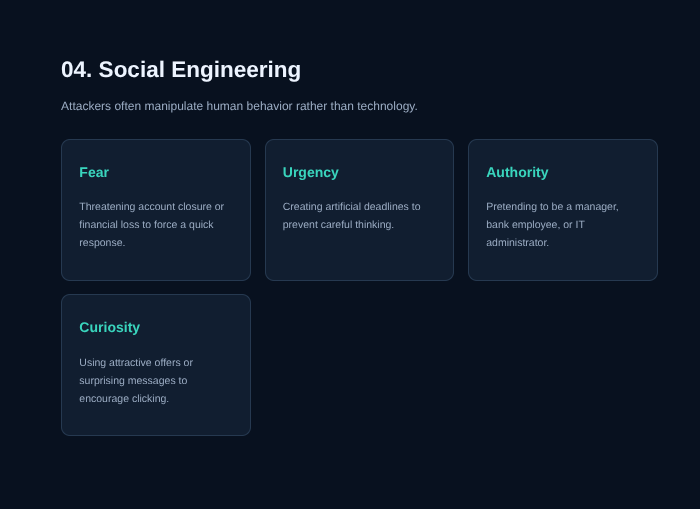 04. Social Engineering
Attackers often manipulate human behavior rather than technology.
Fear
Threatening account closure or
financial loss to force a quick
response.
Urgency
Creating artificial deadlines to
prevent careful thinking.
Authority
Pretending to be a manager,
bank employee, or IT
administrator.
Curiosity
Using attractive offers or
surprising messages to
encourage clicking.